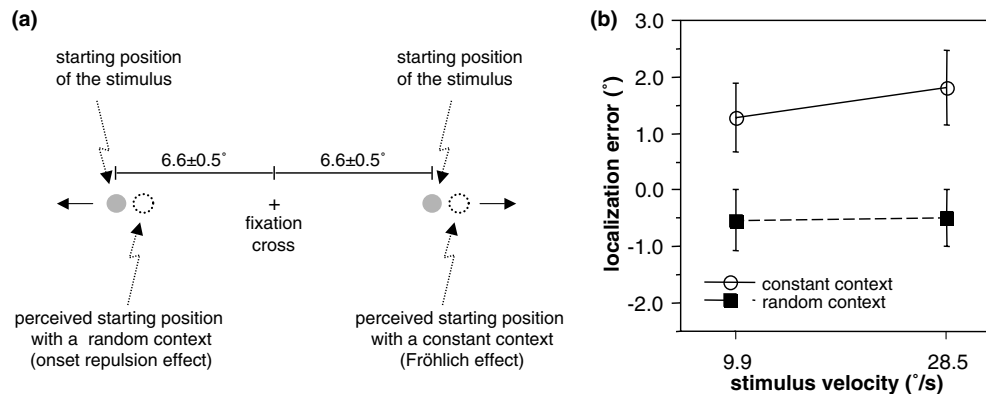 (a)
starting position
of the stimulus
starting position
of the stimulus
6.6±0.5°
6.6±0.5°
+
fixation
cross
perceived starting position
with a random context
(onset repulsion effect)
perceived starting position
with a constant context
(Fröhlich effect)
(b)
localization error (°)
3.0
2.0
1.0
0.0
-1.0
-2.0
constant context
random context
9.9
28.5
stimulus velocity (°/s)